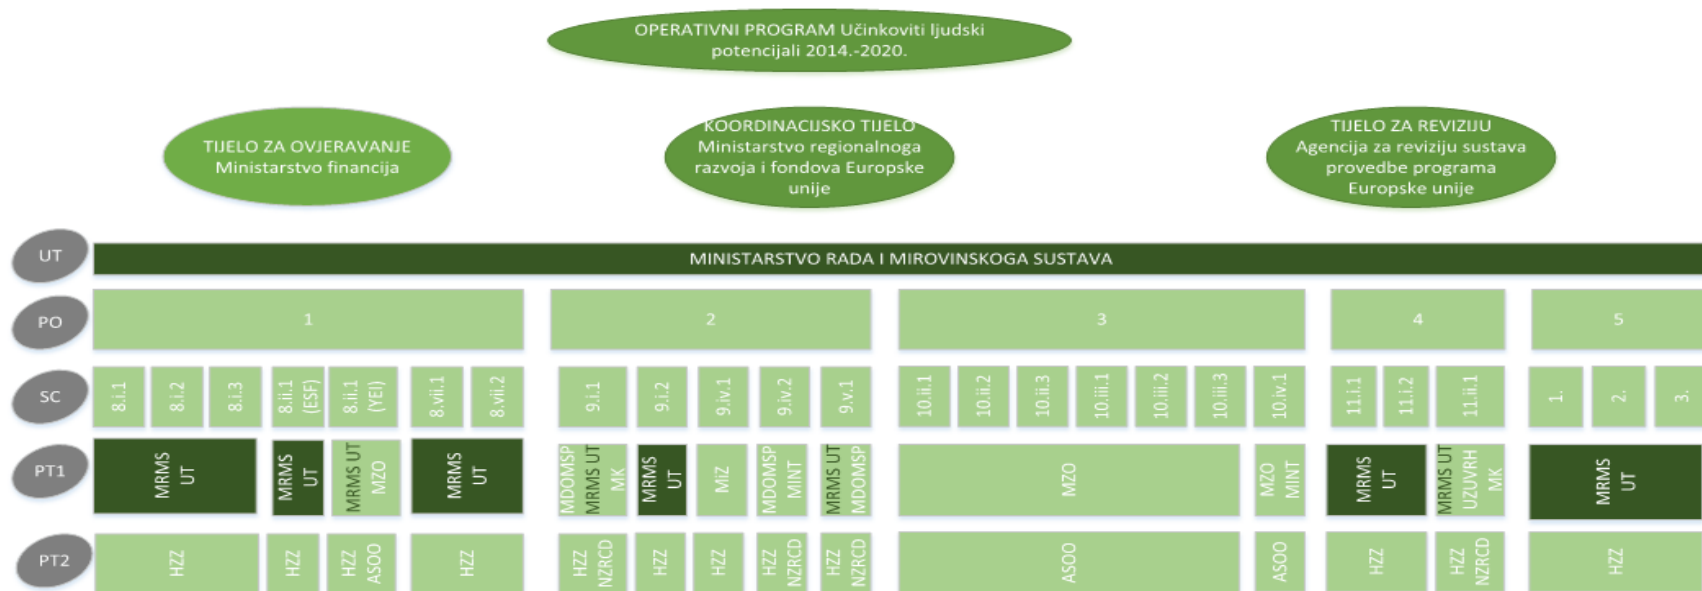 OPERATIVNI PROGRAM Učinkoviti ljudski
potencijali 2014.-2020.
TIJELO ZA OVJERAVANJE
Ministarstvo financija
KOORDINACIJSKO TIJELO
Ministarstvo regionalnoga
razvoja i fondova Europske
unije
TIJELO ZA REVIZIJU
Agencija za reviziju sustava
provedbe programa
Europske unije
UT
MINISTARSTVO RADA I MIROVINSKOGA SUSTAVA
PO
1
2
3
4
5
SC
8.i.1
8.i.2
8.i.3
8.ii.1
(ESF)
8.ii.1
(YEI)
8.vii.1
8.vii.2
9.i.1
9.i.2
9.iv.1
9.iv.2
9.v.1
10.ii.1
10.ii.2
10.ii.3
10.iii.1
10.iii.2
10.iii.3
10.iv.1
11.i.1
11.i.2
11.ii.1
1.
2.
3.
PT1
MRMS
UT
MRMS
UT
MRMS UT
MZO
MRMS
UT
MDOMSP
MRMS UT
MK
MRMS
UT
MIZ
MDOMSP
MINT
MRMS UT
MDOMSP
MZO
MZO
MINT
MRMS
UT
MRMS UT
UZUVRH
MK
MRMS
UT
PT2
HZZ
HZZ
HZZ
ASOO
HZZ
HZZ
NZRCD
HZZ
HZZ
HZZ
NZRCD
HZZ
NZRCD
ASOO
ASOO
HZZ
HZZ
NZRCD
HZZ